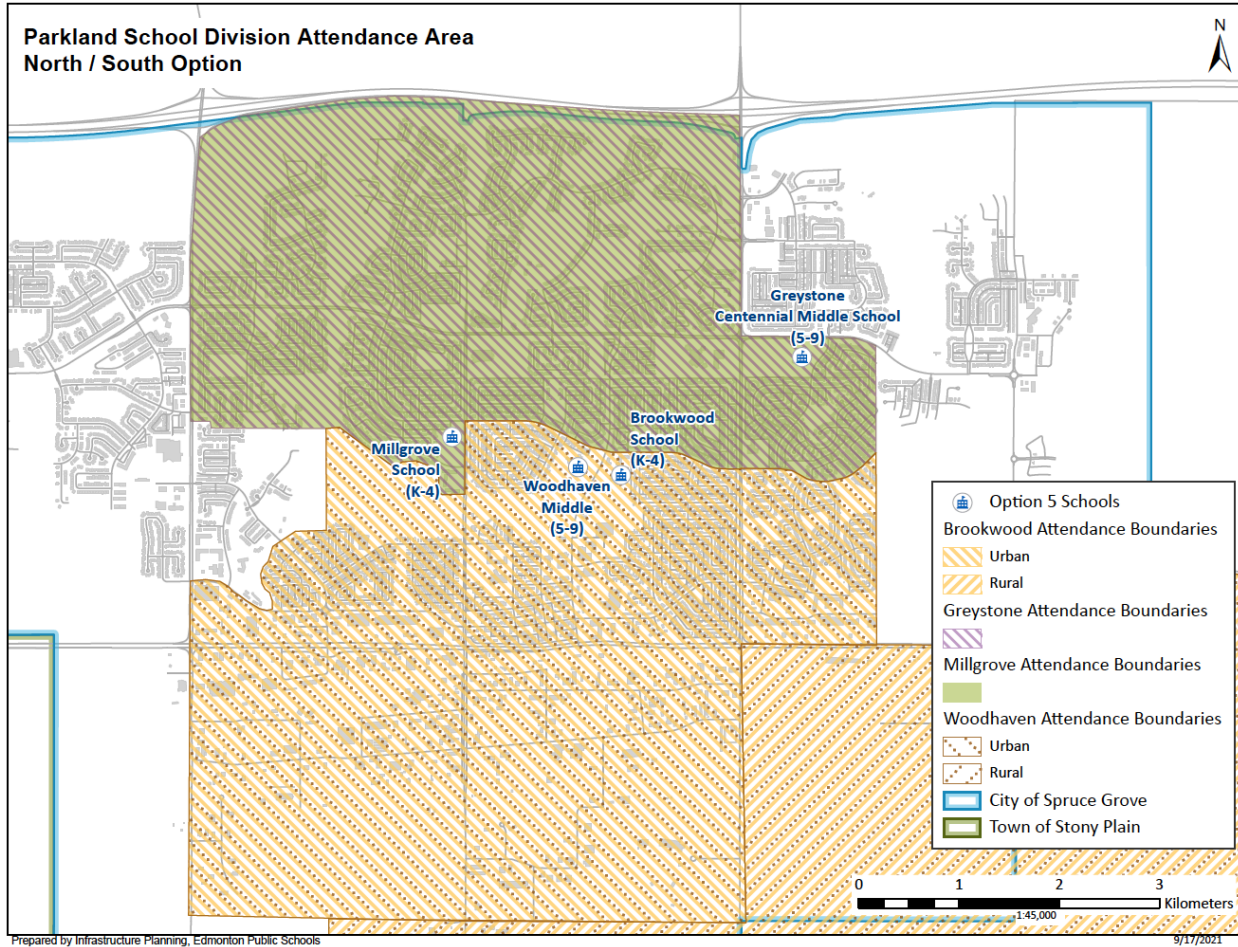 Parkland School Division Attendance Area
North / South Option
N
Greystone
Centennial Middle School
(5-9)
Brookwood
School
(K-4)
Millgrove
School
(K-4)
Woodhaven
Middle
(5-9)
Option 5 Schools
Brookwood Attendance Boundaries
Urban
Rural
Greystone Attendance Boundaries
Millgrove Attendance Boundaries
Woodhaven Attendance Boundaries
Urban
Rural
City of Spruce Grove
Town of Stony Plain
0 1 2 3
Kilometers
1:45,000
Prepared by Infrastructure Planning, Edmonton Public Schools
9/17/2021